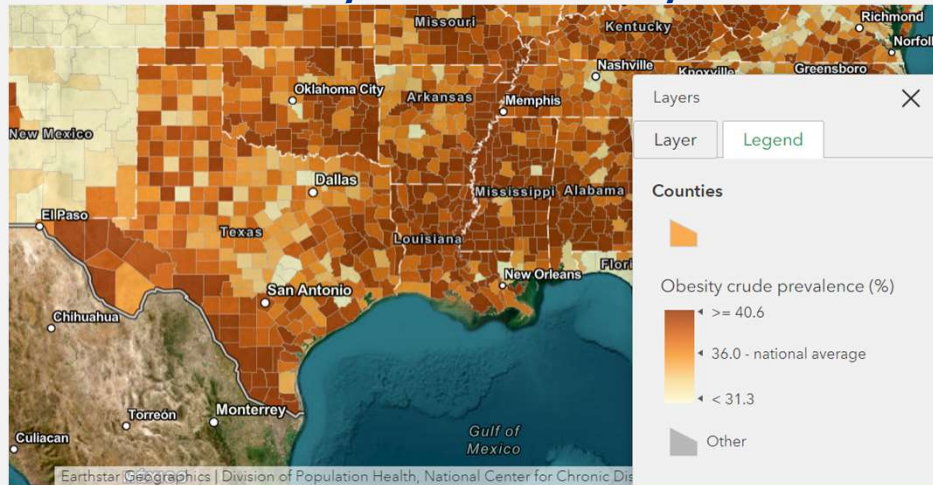 Missouri
Kentucky
Richmond
Norfol
Nashville
Knoxville
Greensboro
Oklahoma City
Arkansas
Memphis
New Mexico
Dallas
Mississippi
Alabama
El Paso
Texas
Louisiana
New Orleans
Flori
San Antonio
Chihuahua
Torreón
Monterrey
Culiacan
Gulf of
Mexico
Earthstar Geographics | Division of Population Health, National Center for Chronic Dis
Layers
Layer
Legend
Counties
Obesity crude prevalence (%)
>= 40.6
36.0 - national average
< 31.3
Other